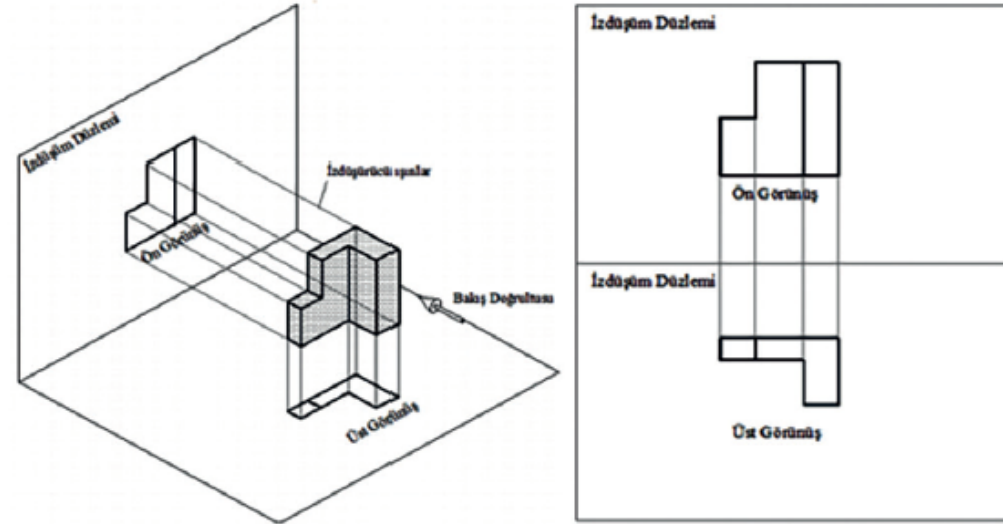 İzdüşüm Düzlemi
İzdüşürücü ışınlar
Ön Görünüş
Bakış Doğrultusu
Üst Görünüş
İzdüşüm Düzlemi
Ön Görünüş
İzdüşüm Düzlemi
Üst Görünüş